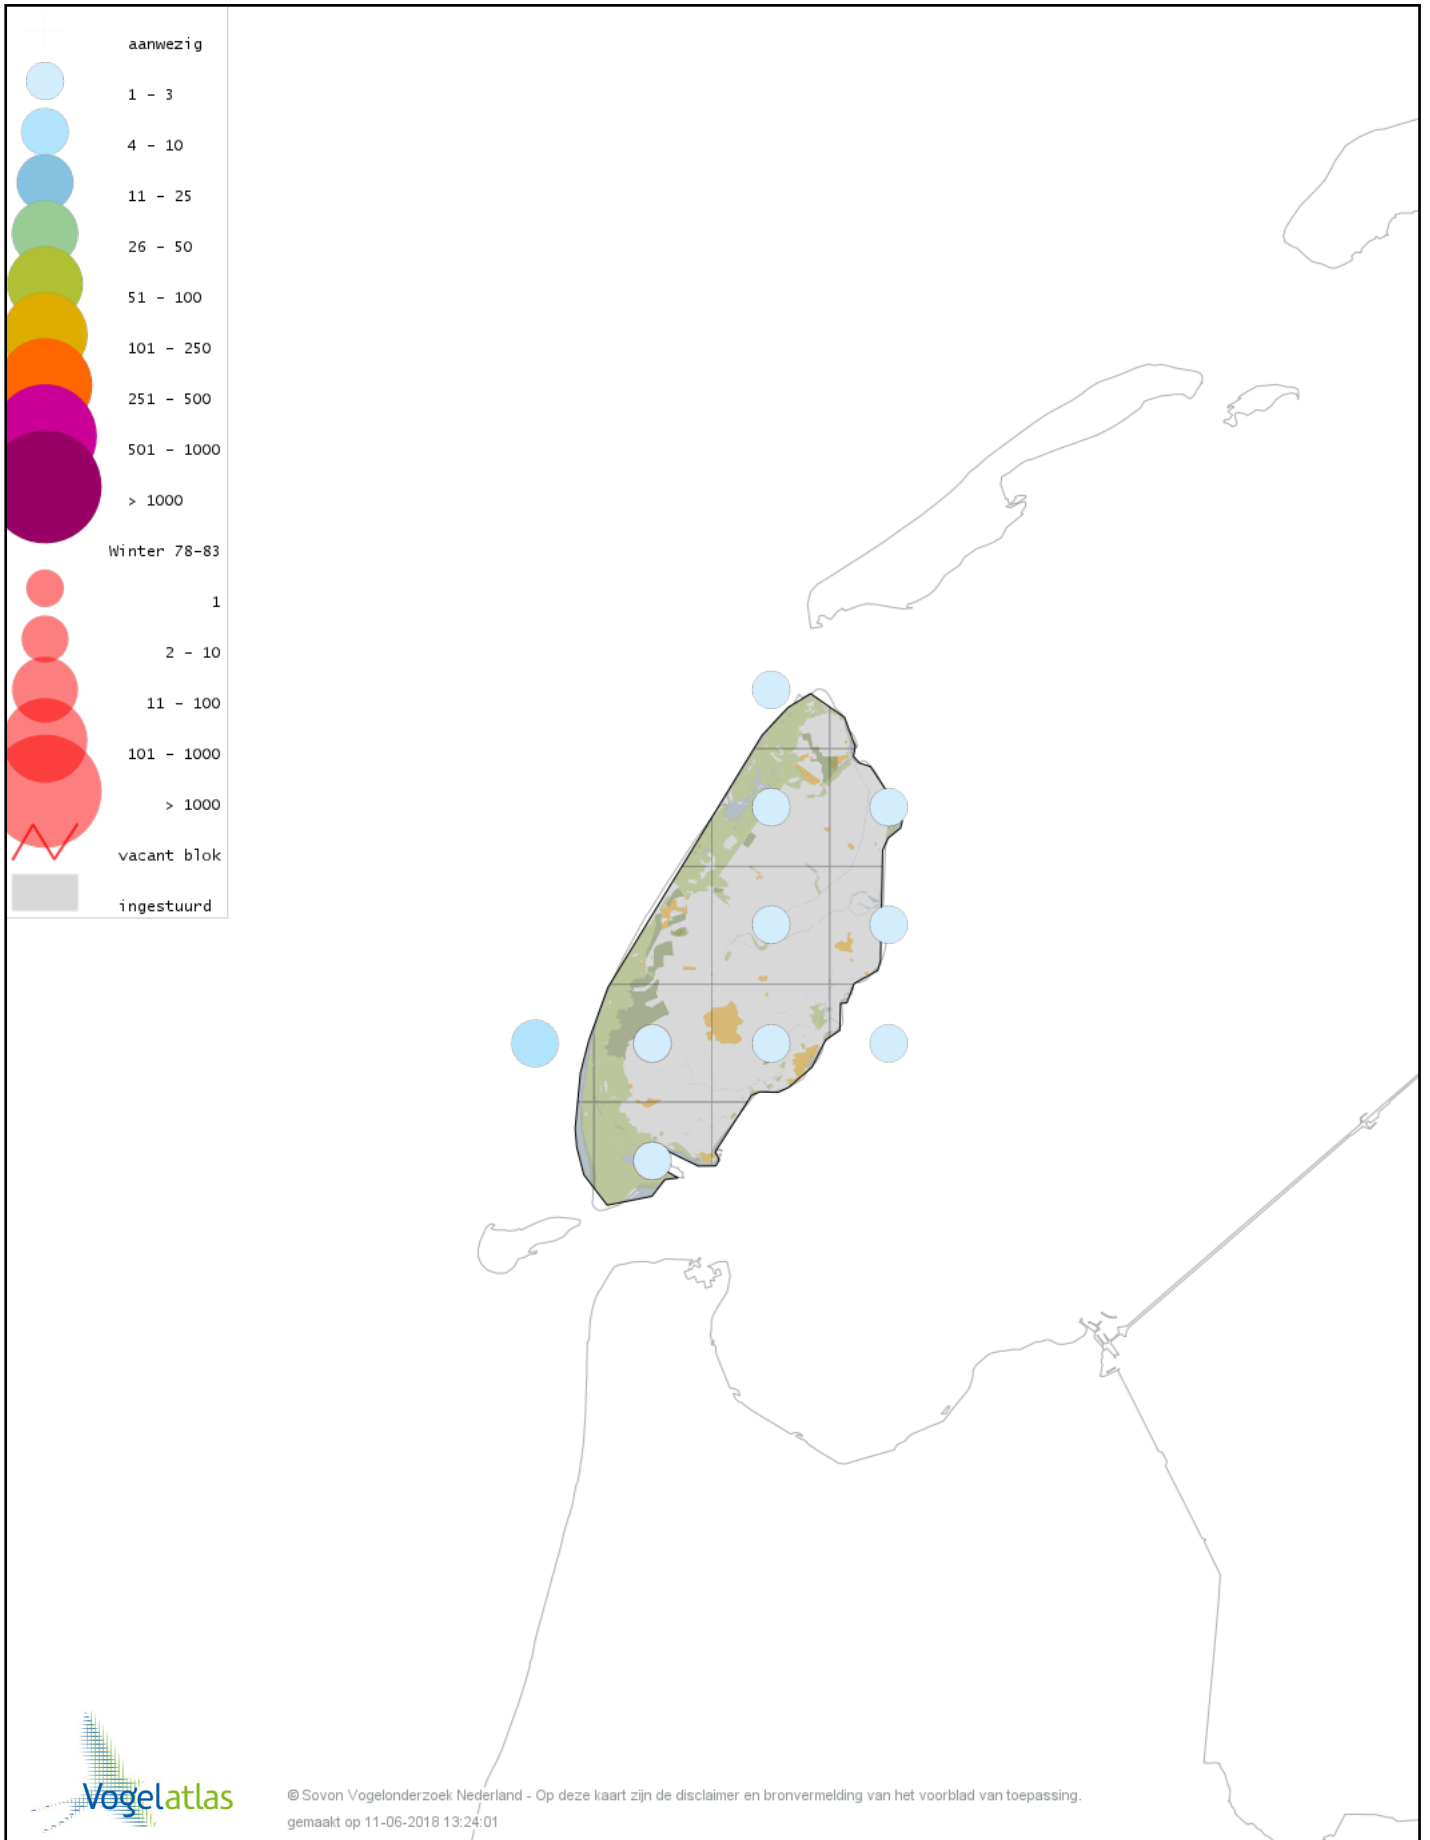 aanwezig
1 - 3
4 - 10
11 - 25
26 - 50
51 - 100
101 - 250
251 - 500
501 - 1000
> 1000
Winter 78-83
1
2 - 10
11 - 100
101 - 1000
> 1000
vacant blok
ingestuurd
Vogelatlas
© Sovon Vogelonderzoek Nederland - Op deze kaart zijn de disclaimer en bronvermelding van het voorblad van toepassing.
gemaakt op 11-06-2018 13:24:01